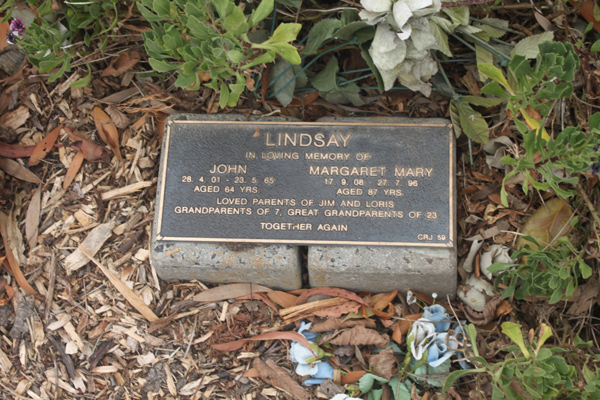 LINDSAY
IN LOVING MEMORY OF
JOHN MARGARET MARY
28. 4. 01 - 23. 5. 65 17. 9. 08 - 27. 7. 96
AGED 64 YRS. AGED 87 YRS.
LOVED PARENTS OF JIM AND LORIS
GRANDPARENTS OF 7, GREAT GRANDPARENTS OF 23
TOGETHER AGAIN
CRJ 59